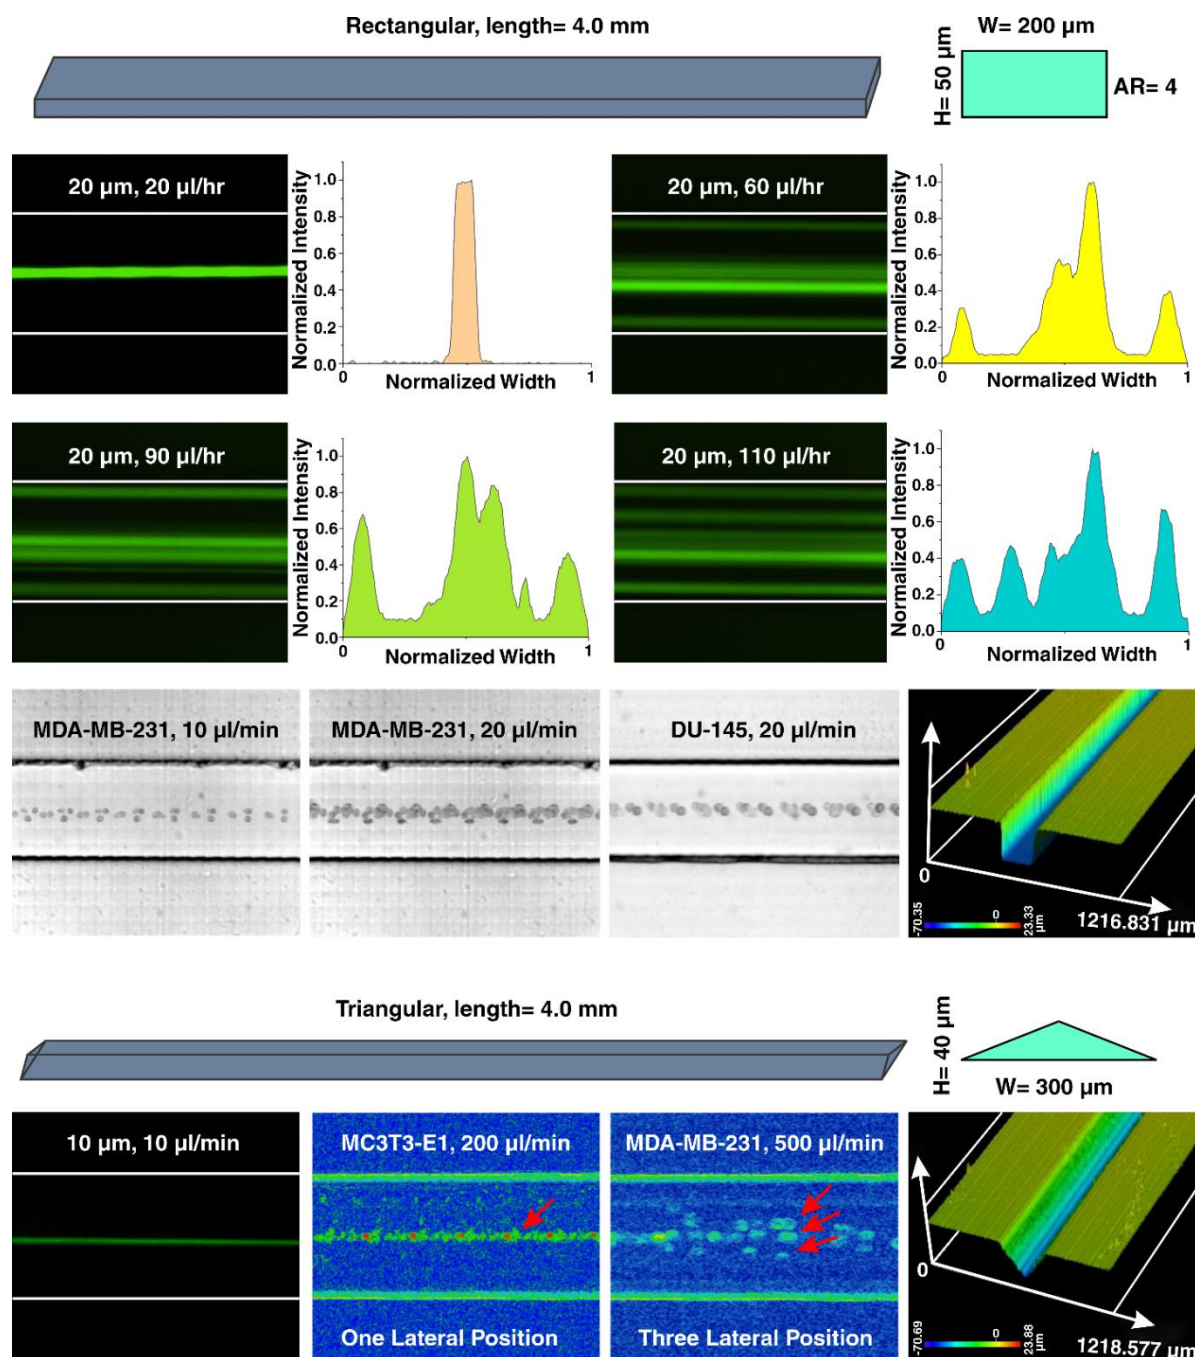 Rectangular, length= 4.0 mm
W= 200 µm
H= 50 µm
AR= 4
20 µm, 20 µl/hr
Normalized Intensity
1.0
0.8
0.6
0.4
0.2
0.0
0
1
Normalized Width
20 µm, 60 µl/hr
Normalized Intensity
1.0
0.8
0.6
0.4
0.2
0.0
0
1
Normalized Width
20 µm, 90 µl/hr
Normalized Intensity
1.0
0.8
0.6
0.4
0.2
0.0
0
1
Normalized Width
20 µm, 110 µl/hr
Normalized Intensity
1.0
0.8
0.6
0.4
0.2
0.0
0
1
Normalized Width
MDA-MB-231, 10 µl/min
MDA-MB-231, 20 µl/min
DU-145, 20 µl/min
0
-70.35
0
23.33
µm
1216.831 µm
Triangular, length= 4.0 mm
H= 40 µm
W= 300 µm
10 µm, 10 µl/min
MC3T3-E1, 200 µl/min
One Lateral Position
MDA-MB-231, 500 µl/min
Three Lateral Position
0
-70.69
0
23.88
µm
1218.577 µm